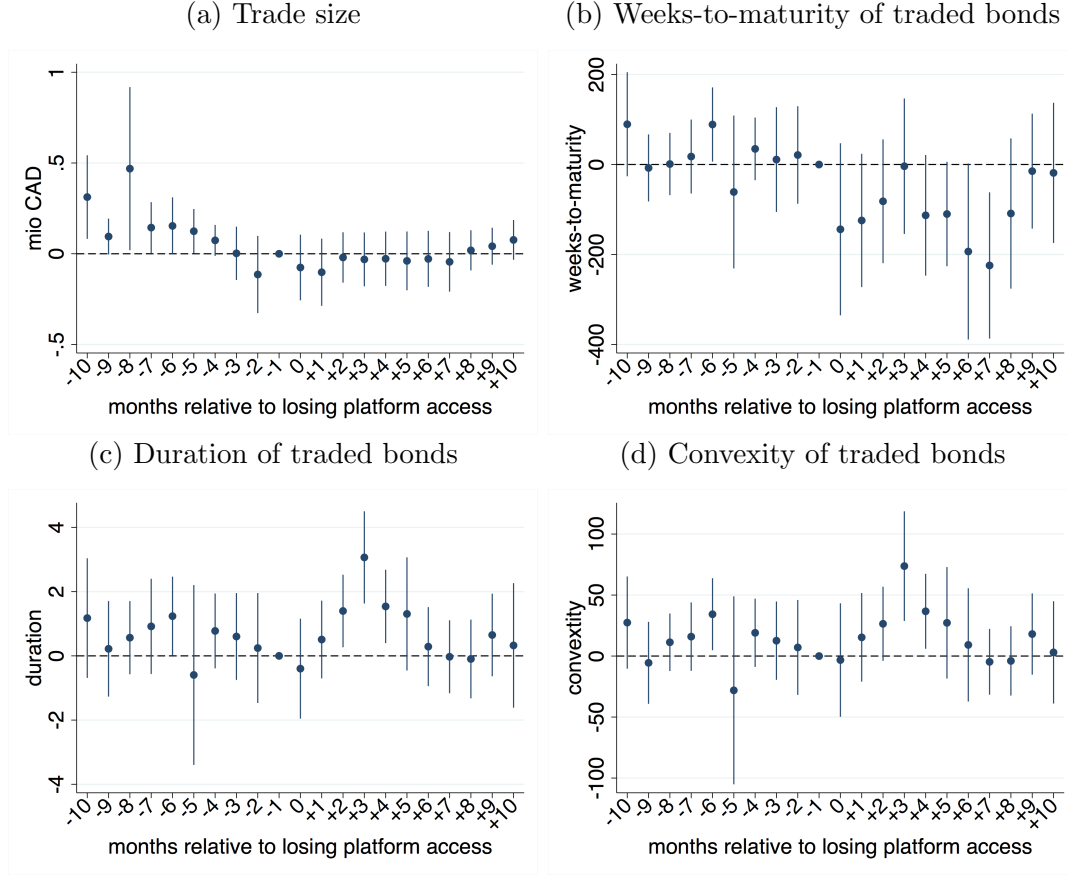 (a) Trade size
mio CAD
1
.5
0
-.5
-10 -9 -8 -7 -6 -5 -4 -3 -2 -1 0 +1 +2 +3 +4 +5 +6 +7 +8 +9 +10
months relative to losing platform access
(b) Weeks-to-maturity of traded bonds
weeks-to-maturity
200
0
-200
-400
-10 -9 -8 -7 -6 -5 -4 -3 -2 -1 0 +1 +2 +3 +4 +5 +6 +7 +8 +9 +10
months relative to losing platform access
(c) Duration of traded bonds
duration
4
2
0
-2
-4
-10 -9 -8 -7 -6 -5 -4 -3 -2 -1 0 +1 +2 +3 +4 +5 +6 +7 +8 +9 +10
months relative to losing platform access
(d) Convexity of traded bonds
convextity
100
50
0
-50
-100
-10 -9 -8 -7 -6 -5 -4 -3 -2 -1 0 +1 +2 +3 +4 +5 +6 +7 +8 +9 +10
months relative to losing platform access